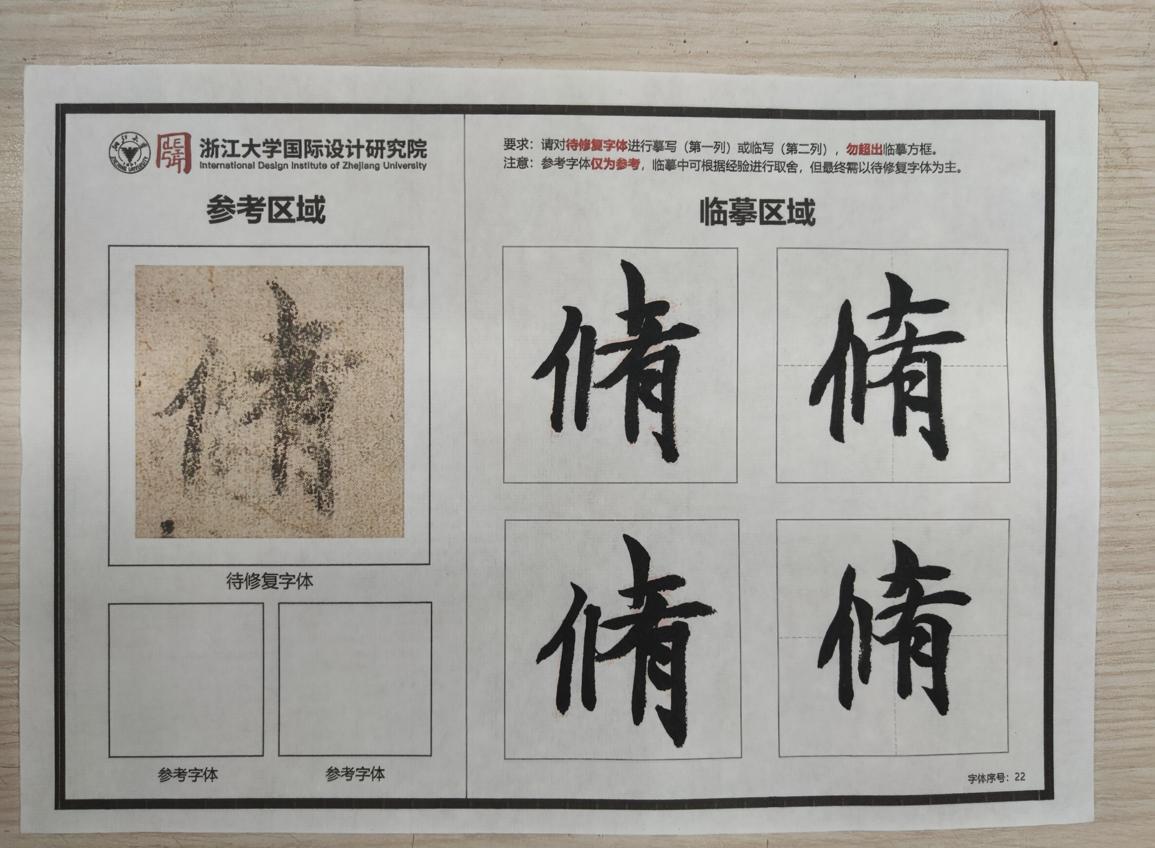 浙江大学国际设计研究院
International Design Institute of Zhejiang University
参考区域
待修复字体
参考字体
参考字体
要求：请对待修复字体进行摹写（第一列）或临写（第二列），勿超出临摹方框。
注意：参考字体仅为参考，临摹中可根据经验进行取舍，但最终需以待修复字体为主。
临摹区域
脩 脩
脩 脩
字体序号：22